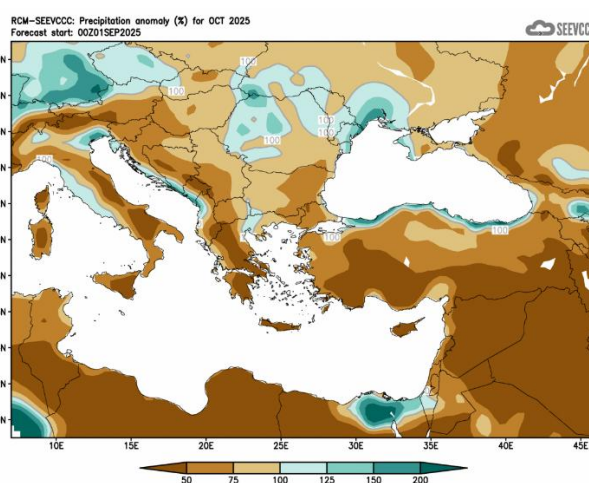 RCM-SEEVCCC: Precipitation anomaly (%) for OCT 2025
Forecast start: 00Z01SEP2025
SEEVCC
N
100
100
N
N
100
100
100
N
100
N
100
100
N
N
N
N
N
N
10E 15E 20E 25E 30E 35E 40E 45E
50 75 100 125 150 200